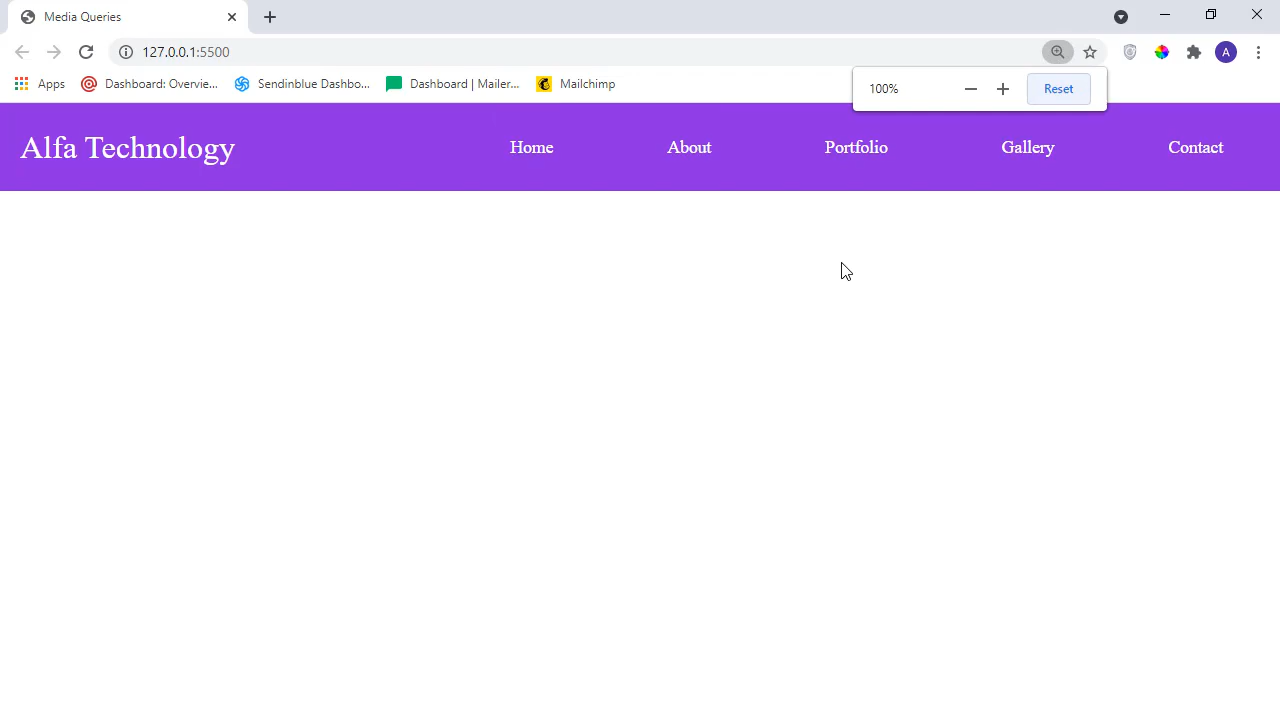 Media Queries
127.0.0.1:5500
Apps Dashboard: Overvie... Sendinblue Dashbo... Dashboard | Mailer... Mailchimp
100% Reset
A
Alfa Technology Home About Portfolio Gallery Contact